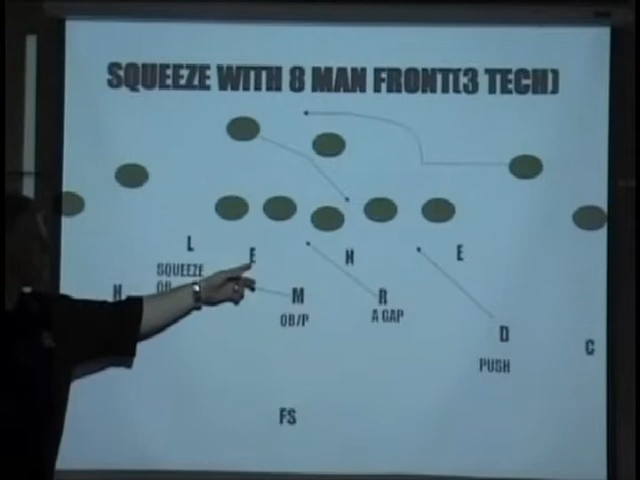 SQUEEZE WITH 8 MAN FRONT(3 TECH)
L E N E
SQUEEZE
H M R
OB/P A GAP
D C
PUSH
FS